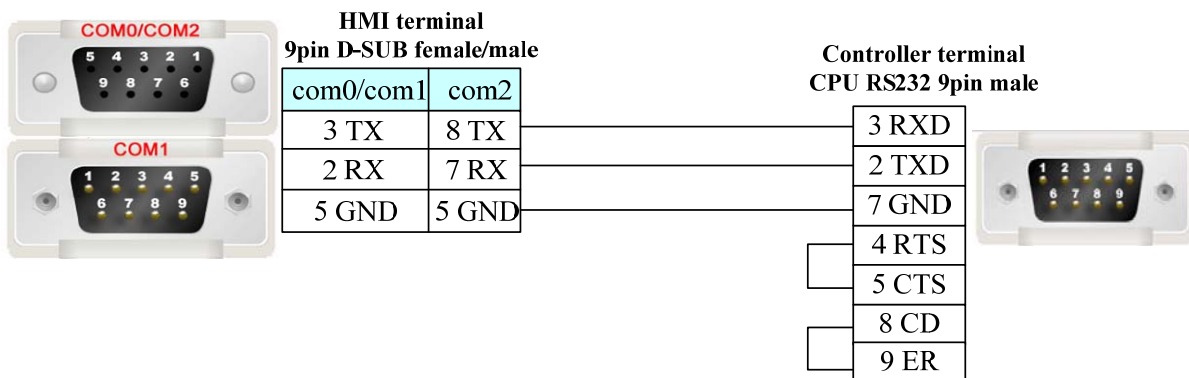 COM0/COM2
5 4 3 2 1
9 8 7 6
COM1
1 2 3 4 5
6 7 8 9
HMI terminal
9pin D-SUB female/male
com0/com1 com2
3 TX 8 TX
2 RX 7 RX
5 GND 5 GND
Controller terminal
CPU RS232 9pin male
3 RXD
2 TXD
7 GND
4 RTS
5 CTS
8 CD
9 ER
1 2 3 4 5
6 7 8 9